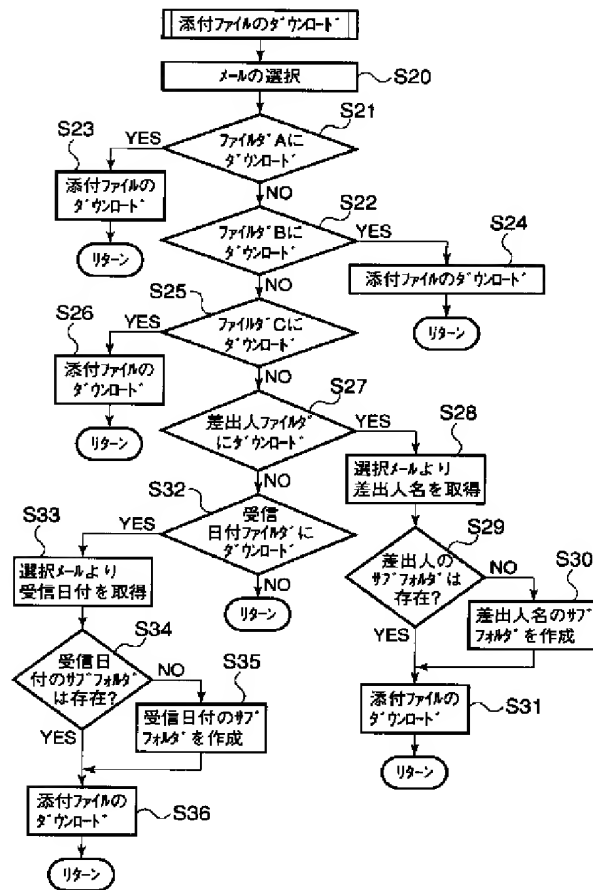 添付ファイルのダウンロード
メールの選択
S20
S21
ファイルダAに
ダウンロード
YES
NO
S23
添付ファイルの
ダウンロード
リターン
S22
ファイルダBに
ダウンロード
YES
NO
S24
添付ファイルのダウンロード
リターン
S25
ファイルダCに
ダウンロード
YES
NO
S26
添付ファイルの
ダウンロード
リターン
S27
差出人ファイルダ
にダウンロード
YES
NO
S28
選択メールより
差出人名を取得
S29
差出人の
サブフォルダは
存在?
NO
YES
S30
差出人名のサブ
フォルダを作成
添付ファイルの
ダウンロード
S31
リターン
S32
受信
日付ファイルダに
ダウンロード
YES
NO
リターン
S33
選択メールより
受信日付を取得
S34
受信日
付のサブフォルダ
は存在?
NO
YES
S35
受信日付のサブ
フォルダを作成
添付ファイルの
ダウンロード
S36
リターン